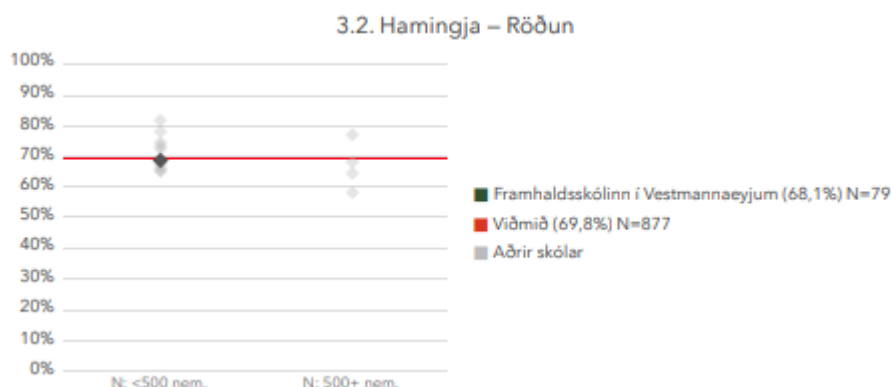 3.2. Hamingja – Röðun
100%
90%
80%
70%
60%
50%
40%
30%
20%
10%
0%
N: <500 nem.
N: 500+ nem.
Framhaldsskólinn í Vestmannaeyjum (68,1%) N=79
Viðmið (69,8%) N=877
Aðrir skólar